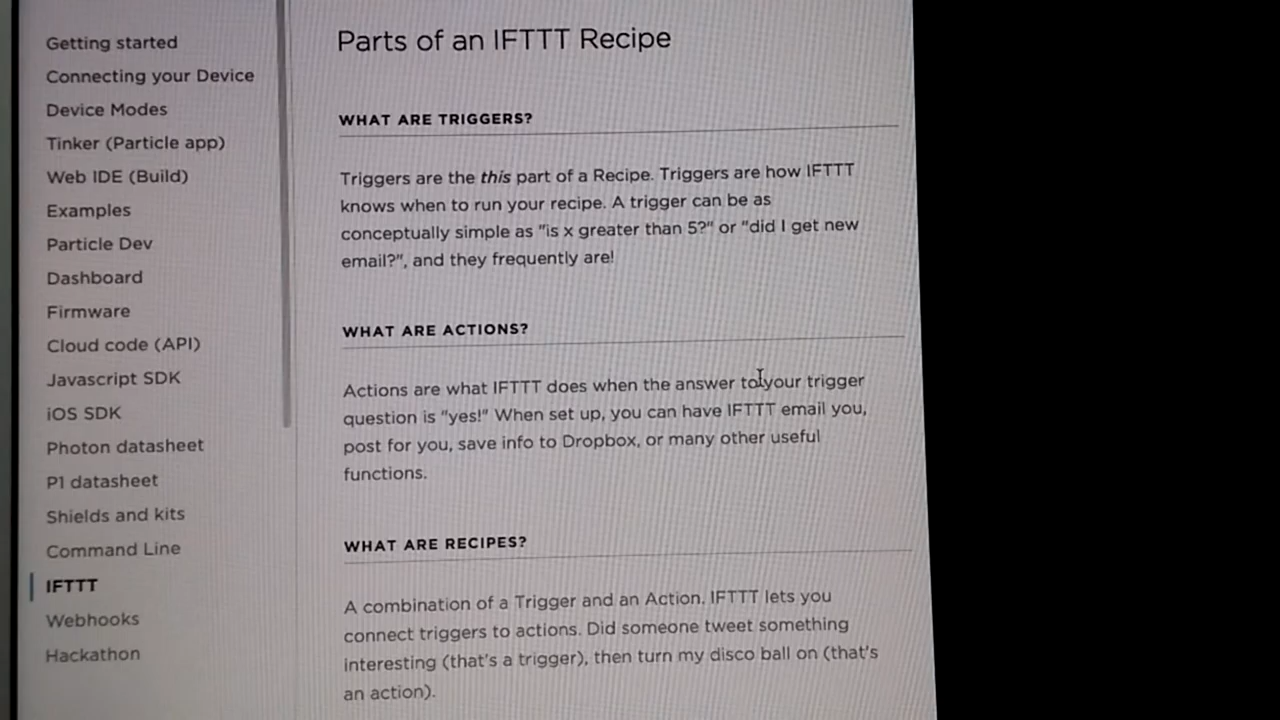 Getting started
Connecting your Device
Device Modes
Tinker (Particle app)
Web IDE (Build)
Examples
Particle Dev
Dashboard
Firmware
Cloud code (API)
Javascript SDK
iOS SDK
Photon datasheet
P1 datasheet
Shields and kits
Command Line
IFTTT
Webhooks
Hackathon
Parts of an IFTTT Recipe
WHAT ARE TRIGGERS?
Triggers are the this part of a Recipe. Triggers are how IFTTT
knows when to run your recipe. A trigger can be as
conceptually simple as "is x greater than 5?" or "did I get new
email?", and they frequently are!
WHAT ARE ACTIONS?
Actions are what IFTTT does when the answer to your trigger
question is "yes!" When set up, you can have IFTTT email you,
post for you, save info to Dropbox, or many other useful
functions.
WHAT ARE RECIPES?
A combination of a Trigger and an Action. IFTTT lets you
connect triggers to actions. Did someone tweet something
interesting (that's a trigger), then turn my disco ball on (that's
an action).